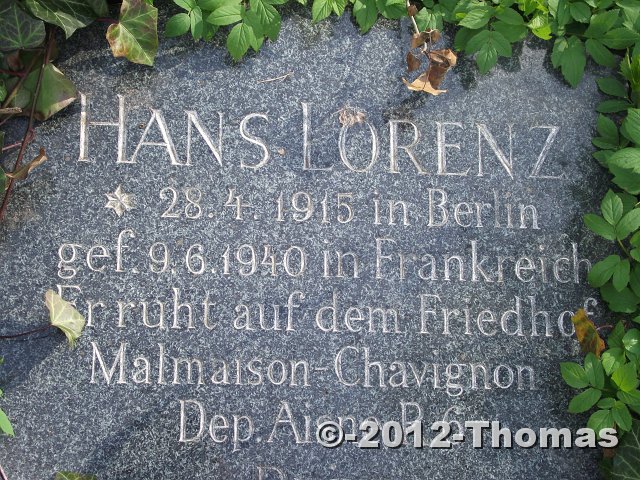 HANS LORENZ
* 28.4.1915 in Berlin
gef. 9.6.1940 in Frankreich
Er ruht auf dem Friedhof
Malmaison-Chavignon
Dep. Aisne
©-2012-Thomas